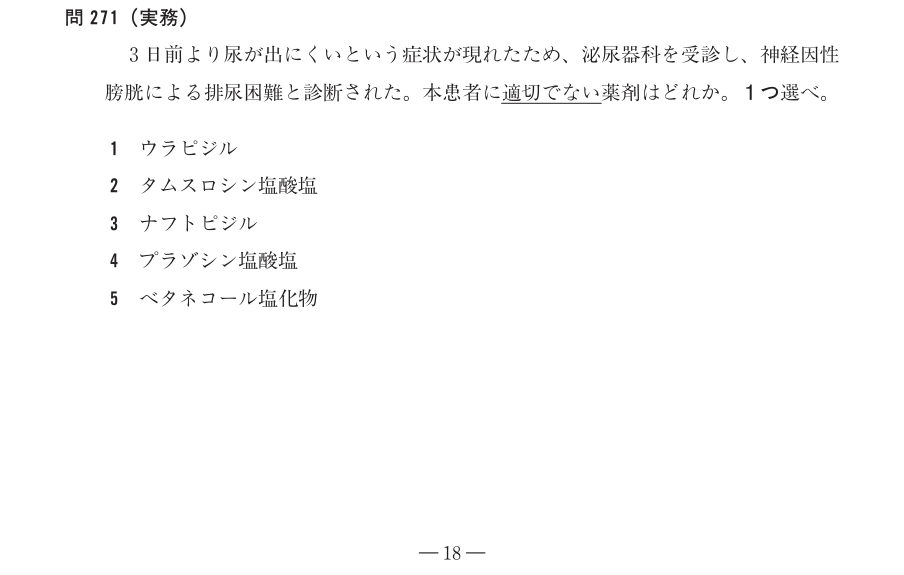 問 271（実務）
3日前より尿が出にくいという症状が現れたため、泌尿器科を受診し、神経因性
膀胱による排尿困難と診断された。本患者に適切でない薬剤はどれか。1つ選べ。
1 ウラピジル
2 タムスロシン塩酸塩
3 ナフトピジル
4 プラゾシン塩酸塩
5 ベタネコール塩化物
― 18 ―